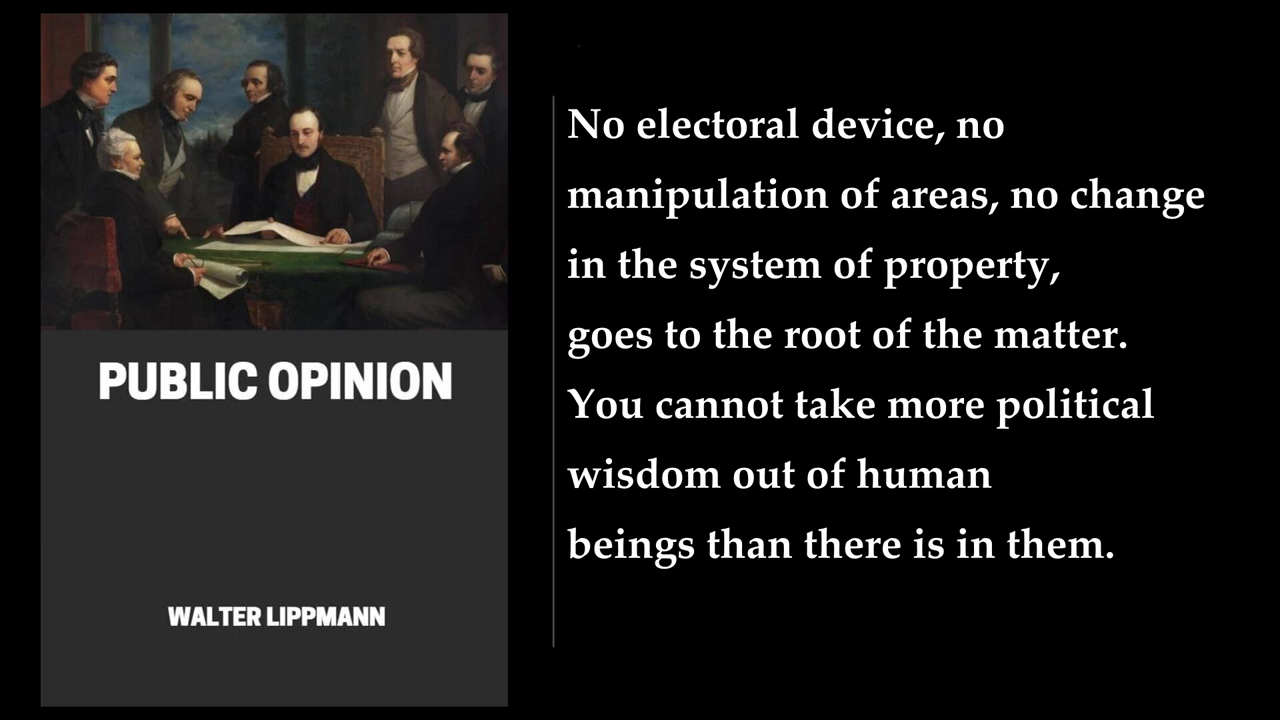 PUBLIC OPINION
WALTER LIPPMANN
No electoral device, no
manipulation of areas, no change
in the system of property,
goes to the root of the matter.
You cannot take more political
wisdom out of human
beings than there is in them.